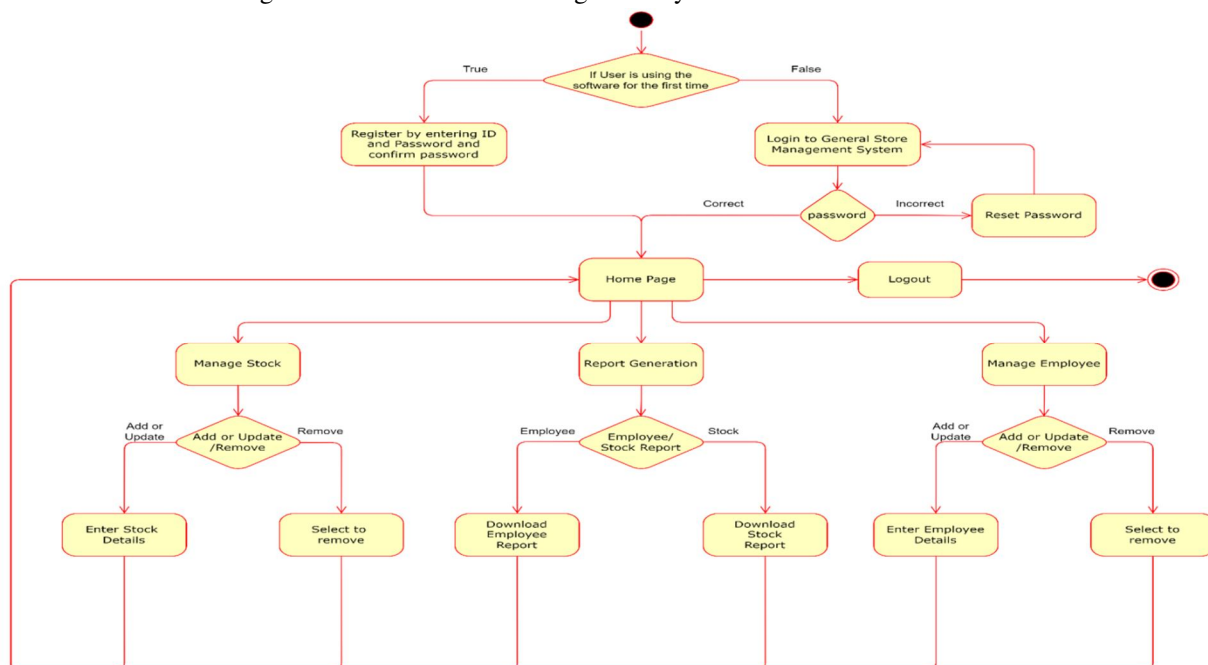 True
If User is using the
software for the first time
False
Register by entering ID
and Password and
confirm password
Login to General Store
Management System
Correct
password
Incorrect
Reset Password
Home Page
Logout
Manage Stock
Report Generation
Manage Employee
Add or
Update
Add or Update
/Remove
Remove
Employee
Employee/
Stock Report
Stock
Add or
Update
Add or Update
/Remove
Remove
Enter Stock
Details
Select to
remove
Download
Employee
Report
Download
Stock
Report
Enter Employee
Details
Select to
remove